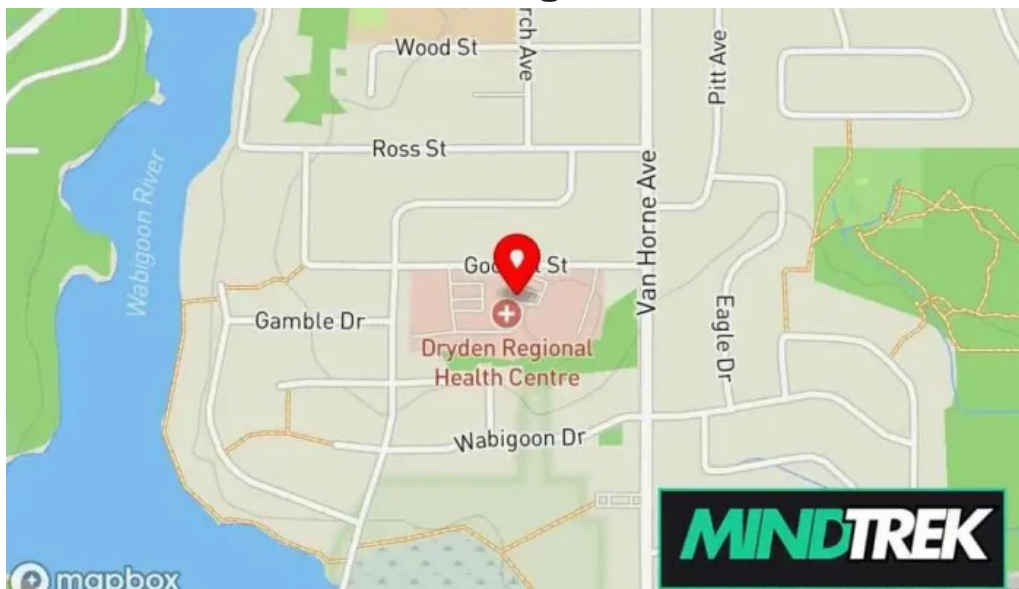 Wood St
rch Ave
Pitt Ave
Ross St
Wabigoon River
Van Horne Ave
St
Gamble Dr
Eagle Dr
Dryden Regional
Health Centre
Wabigoon Dr
MINDTREK
mapbox